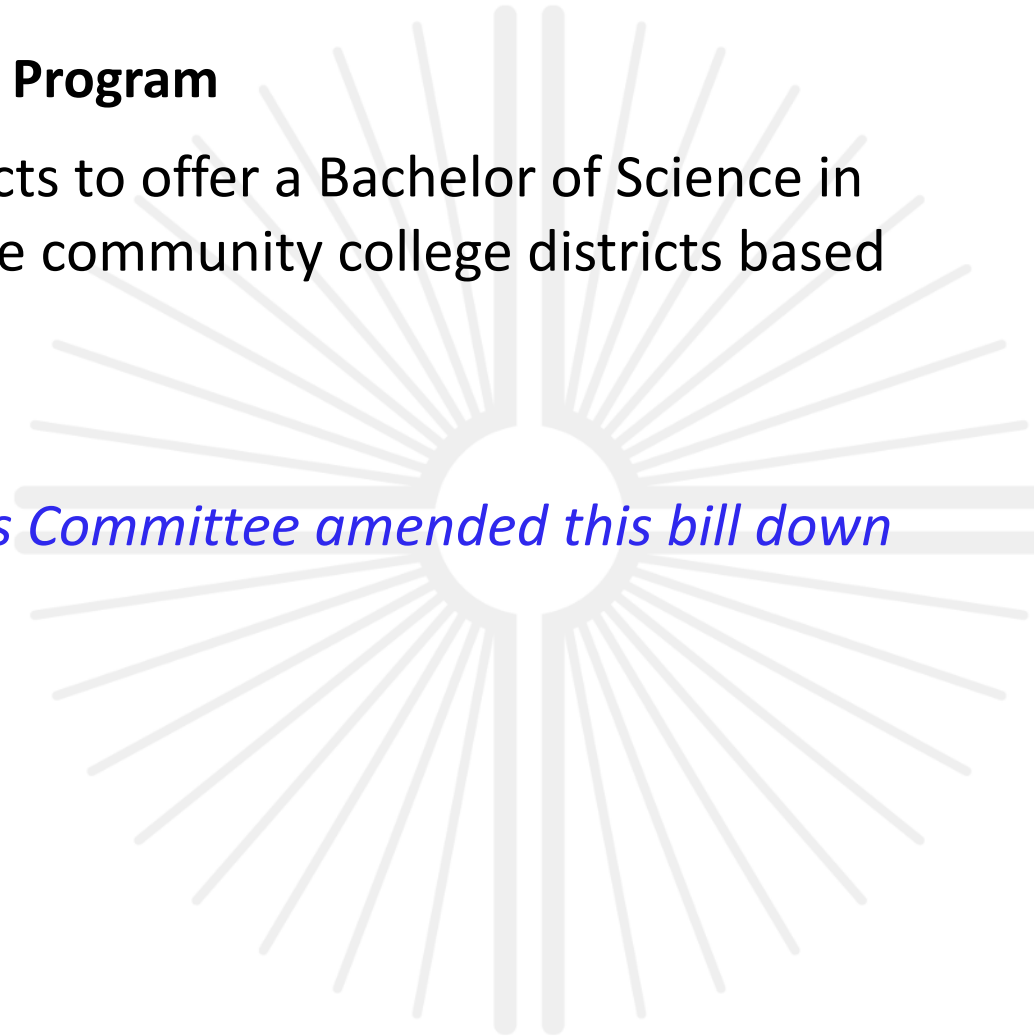 Program
cts to offer a Bachelor of Science in
e community college districts based
s Committee amended this bill down